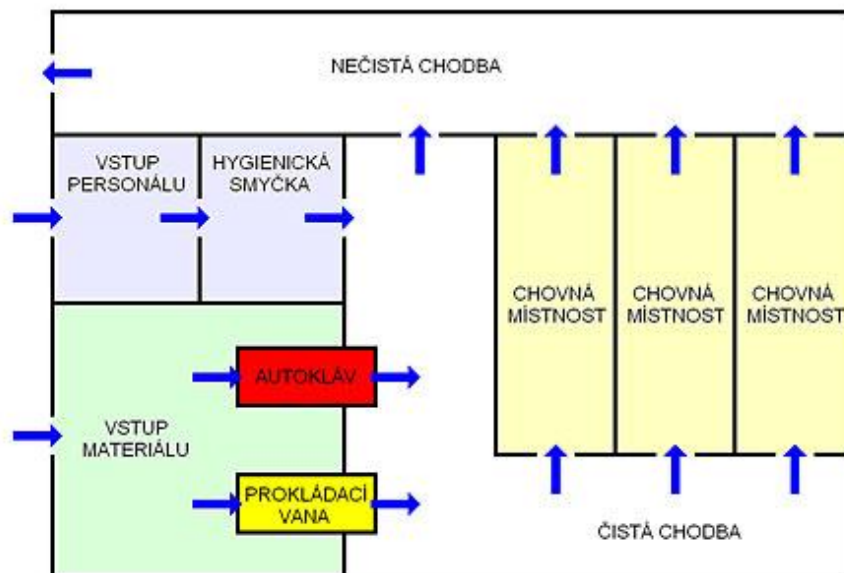 NEČISTÁ CHODBA
VSTUP
PERSONÁLU
HYGIENICKÁ
SMYČKA
CHOVNÁ
MÍSTNOST
CHOVNÁ
MÍSTNOST
CHOVNÁ
MÍSTNOST
AUTOKLÁV
VSTUP
MATERIÁLU
PROKLÁDACÍ
VANA
ČISTÁ CHODBA